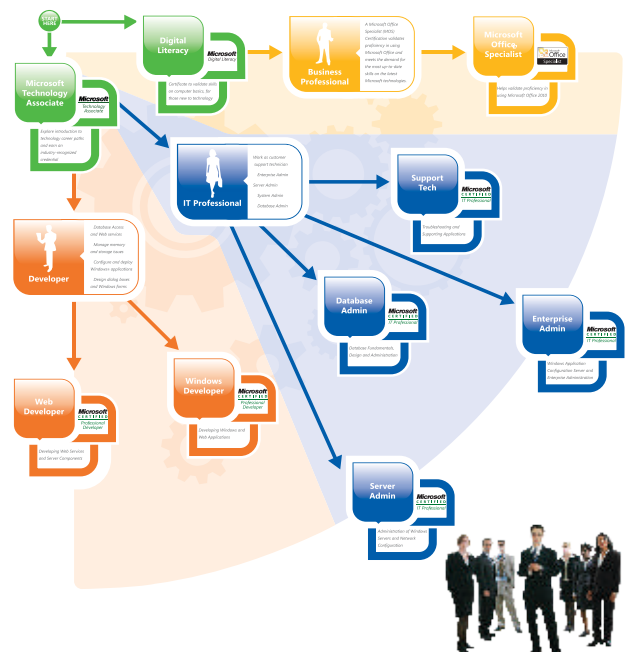 START
HERE
Digital
Literacy
Microsoft
Digital Literacy
Certificate to validate skills
on computer basics, for
those new in technology
Business
Professional
A Microsoft Office
Specialist (MOS)
Certification validates
proficiency in using
Microsoft Office and
meets the demand for
the most up-to-date
skills on the latest
Microsoft technologies
Microsoft
Office
Specialist
Microsoft
Office
Specialist
Helps validate proficiency in
using Microsoft Office 2010
Microsoft
Technology
Associate
Microsoft
Technology
Associate
Explore introduction to
technology career paths
and earn an
industry-recognized
credential
IT Professional
Work as customer
support technician
Enterprise Admin
Server Admin
System Admin
Database Admin
Support
Tech
Microsoft
CERTIFIED
IT Professional
Troubleshooting and
Supporting Applications
Developer
Database Access
and Web services
Manage memory
and storage issues
Configure and deploy
Windows applications
Design dialog boxes
and Windows forms
Database
Admin
Microsoft
CERTIFIED
IT Professional
Database Fundamentals
Design and Administration
Enterprise
Admin
Microsoft
CERTIFIED
IT Professional
Windows Application
Configuration Server and
Enterprise Administration
Web
Developer
Microsoft
CERTIFIED
Professional
Developer
Developing Web Services
and Server Components
Windows
Developer
Microsoft
CERTIFIED
Professional
Developer
Developing Windows and
Web Applications
Server
Admin
Microsoft
CERTIFIED
IT Professional
Administration of Windows
Servers and Network
Configuration